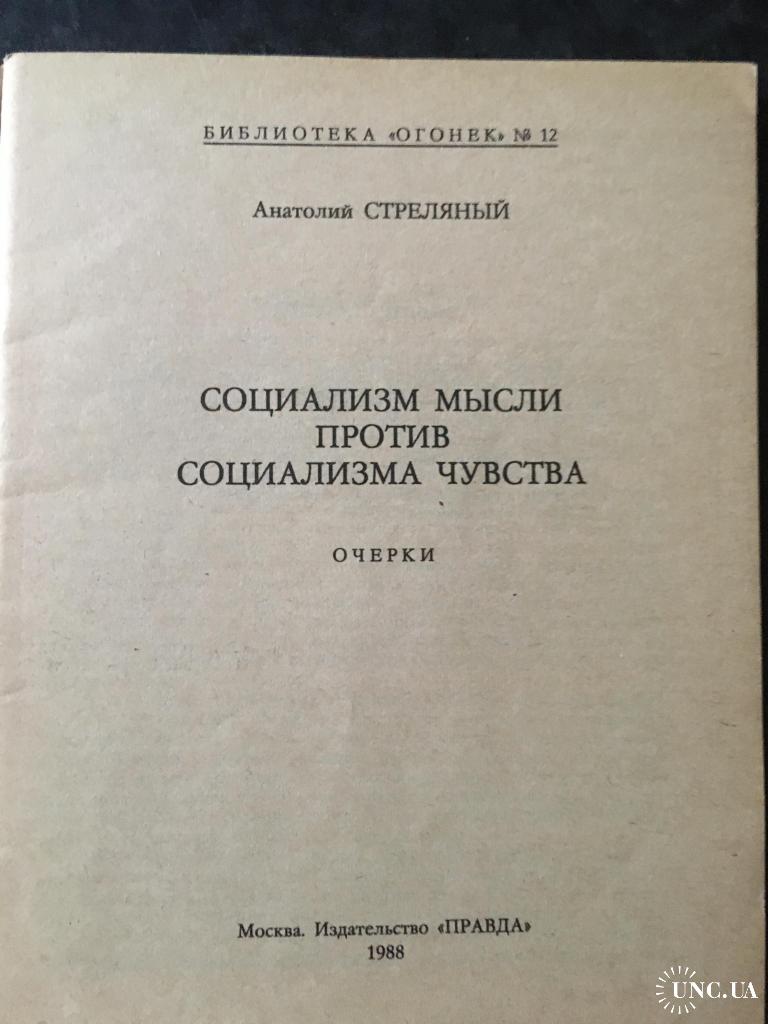 БИБЛИОТЕКА «ОГОНЕК» № 12
Анатолий СТРЕЛЯНЫЙ
СОЦИАЛИЗМ МЫСЛИ
ПРОТИВ
СОЦИАЛИЗМА ЧУВСТВА
ОЧЕРКИ
Москва. Издательство «ПРАВДА»
1988
UNC.UA